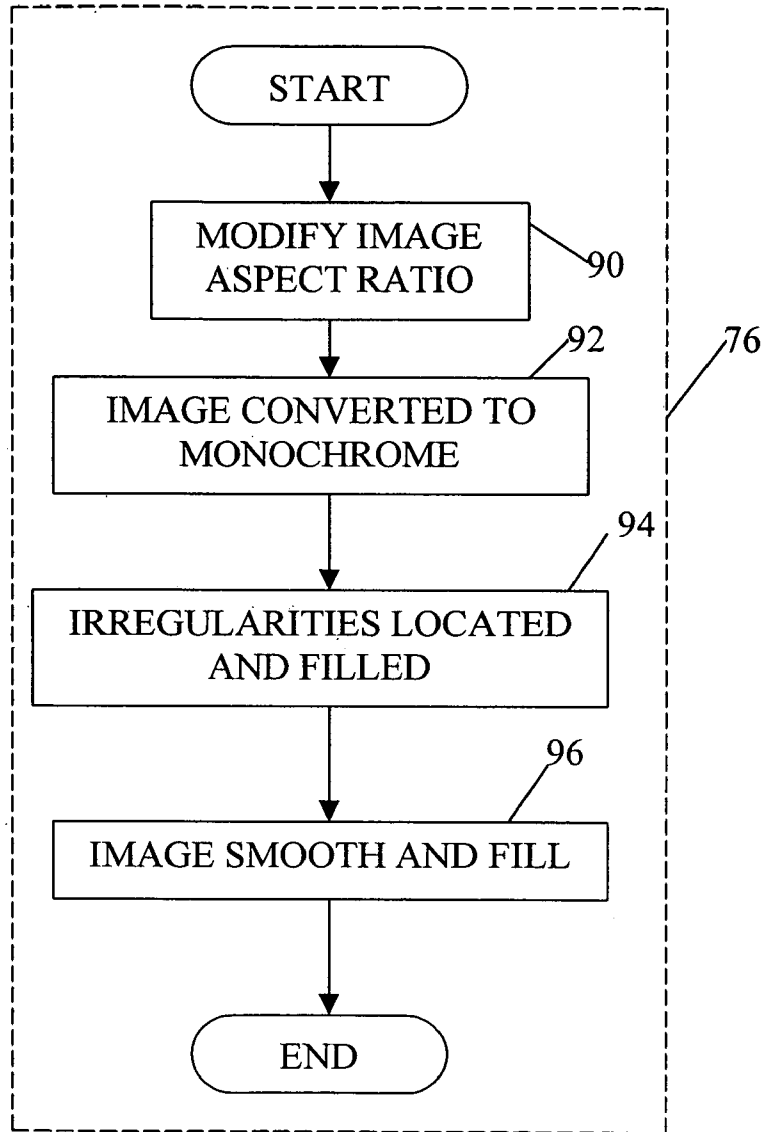 START
MODIFY IMAGE
ASPECT RATIO
90
92
76
IMAGE CONVERTED TO
MONOCHROME
94
IRREGULARITIES LOCATED
AND FILLED
96
IMAGE SMOOTH AND FILL
END